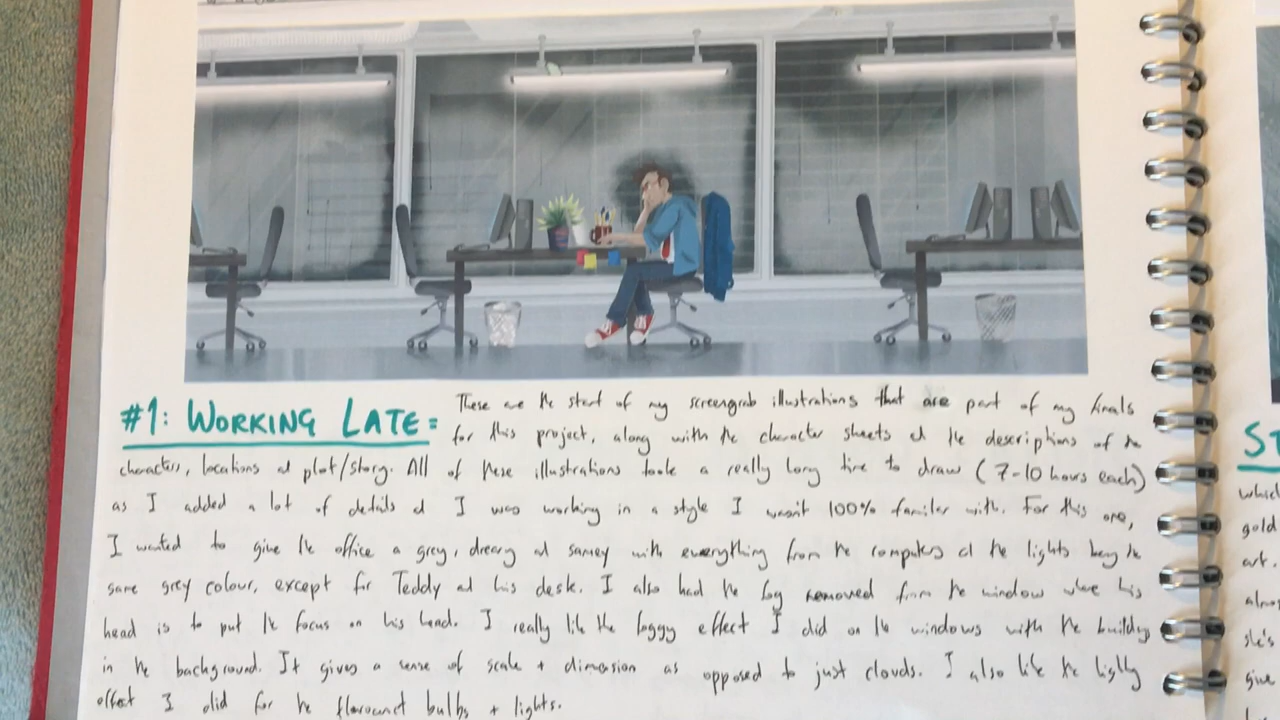 #1: WORKING LATE: These are the start of my screengrab illustrations that are part of my finals
for this project, along with the character sheets and the descriptions of the
characters, locations and plot/story. All of these illustrations took a really long time to draw (7-10 hours each)
as I added a lot of details and I was working in a style I wasn't 100% familer with. For this one,
I wanted to give the office a grey, dreary and samey with everything from the computers and the lights being the
same grey colour, except for Teddy and his desk. I also had the fog removed from the window where his
head is to put the focus on his head. I really like the foggy effect I did on the windows with the buildings
in the background. It gives a sense of scale + dimension as opposed to just clouds. I also like the lighting
effect I did for the bulbs + lights.
which
gold
art.
she's
give